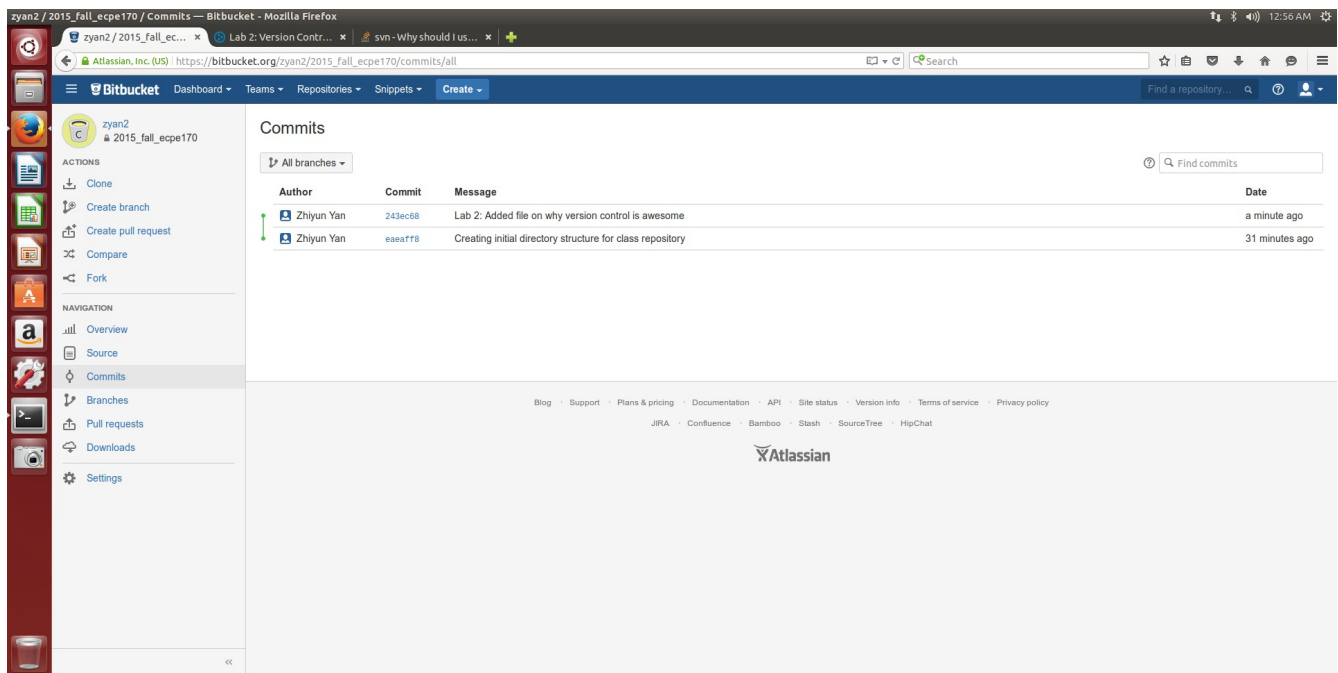 zyan2 / 2015_fall_ecpe170 / Commits — Bitbucket - Mozilla Firefox
12:56 AM
zyan2 / 2015_fall_ec... ×
Lab 2: Version Contr... ×
svn - Why should I us... ×
Atlassian, Inc. (US) https://bitbucket.org/zyan2/2015_fall_ecpe170/commits/all
Search
Bitbucket Dashboard Teams Repositories Snippets Create
Find a repository...
zyan2
2015_fall_ecpe170
ACTIONS
Clone
Create branch
Create pull request
Compare
Fork
NAVIGATION
Overview
Source
Commits
Branches
Pull requests
Downloads
Settings
Commits
All branches
Find commits
Author Commit Message Date
Zhiyun Yan 243ec68 Lab 2: Added file on why version control is awesome a minute ago
Zhiyun Yan eaeaff8 Creating initial directory structure for class repository 31 minutes ago
Blog · Support · Plans & pricing · Documentation · API · Site status · Version info · Terms of service · Privacy policy
JIRA · Confluence · Bamboo · Stash · SourceTree · HipChat
Atlassian